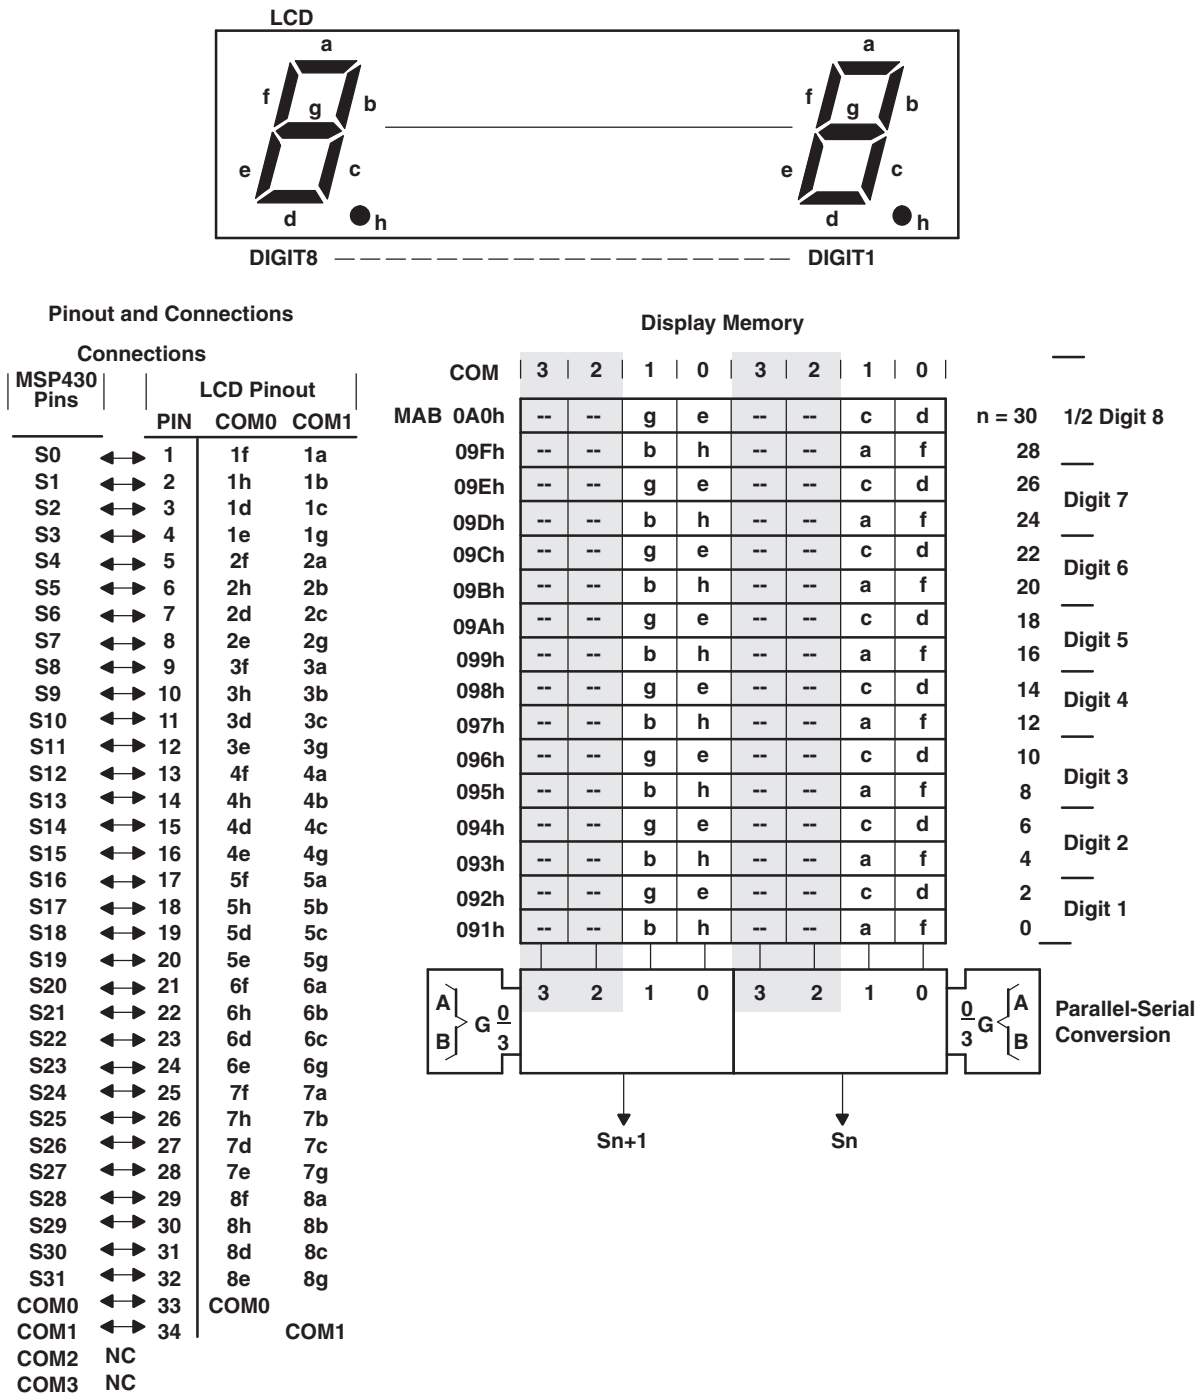 LCD
a a
f g b f g b
e c e c
d h d h
DIGIT8 DIGIT1
Pinout and Connections
Connections
MSP430 Pins LCD Pinout
PIN COM0 COM1
S0 1 1f 1a
S1 2 1h 1b
S2 3 1d 1c
S3 4 1e 1g
S4 5 2f 2a
S5 6 2h 2b
S6 7 2d 2c
S7 8 2e 2g
S8 9 3f 3a
S9 10 3h 3b
S10 11 3d 3c
S11 12 3e 3g
S12 13 4f 4a
S13 14 4h 4b
S14 15 4d 4c
S15 16 4e 4g
S16 17 5f 5a
S17 18 5h 5b
S18 19 5d 5c
S19 20 5e 5g
S20 21 6f 6a
S21 22 6h 6b
S22 23 6d 6c
S23 24 6e 6g
S24 25 7f 7a
S25 26 7h 7b
S26 27 7d 7c
S27 28 7e 7g
S28 29 8f 8a
S29 30 8h 8b
S30 31 8d 8c
S31 32 8e 8g
COM0 33 COM0
COM1 34 COM1
COM2 NC
COM3 NC
Display Memory
COM 3 2 1 0 3 2 1 0
MAB 0A0h -- -- g e -- -- c d n = 30 1/2 Digit 8
09Fh -- -- b h -- -- a f 28
09Eh -- -- g e -- -- c d 26 Digit 7
09Dh -- -- b h -- -- a f 24
09Ch -- -- g e -- -- c d 22 Digit 6
09Bh -- -- b h -- -- a f 20
09Ah -- -- g e -- -- c d 18 Digit 5
099h -- -- b h -- -- a f 16
098h -- -- g e -- -- c d 14 Digit 4
097h -- -- b h -- -- a f 12
096h -- -- g e -- -- c d 10 Digit 3
095h -- -- b h -- -- a f 8
094h -- -- g e -- -- c d 6 Digit 2
093h -- -- b h -- -- a f 4
092h -- -- g e -- -- c d 2 Digit 1
091h -- -- b h -- -- a f 0
A B G 0 3 3 2 1 0 3 2 1 0 0 3 G A B
Parallel-Serial
Conversion
Sn+1 Sn